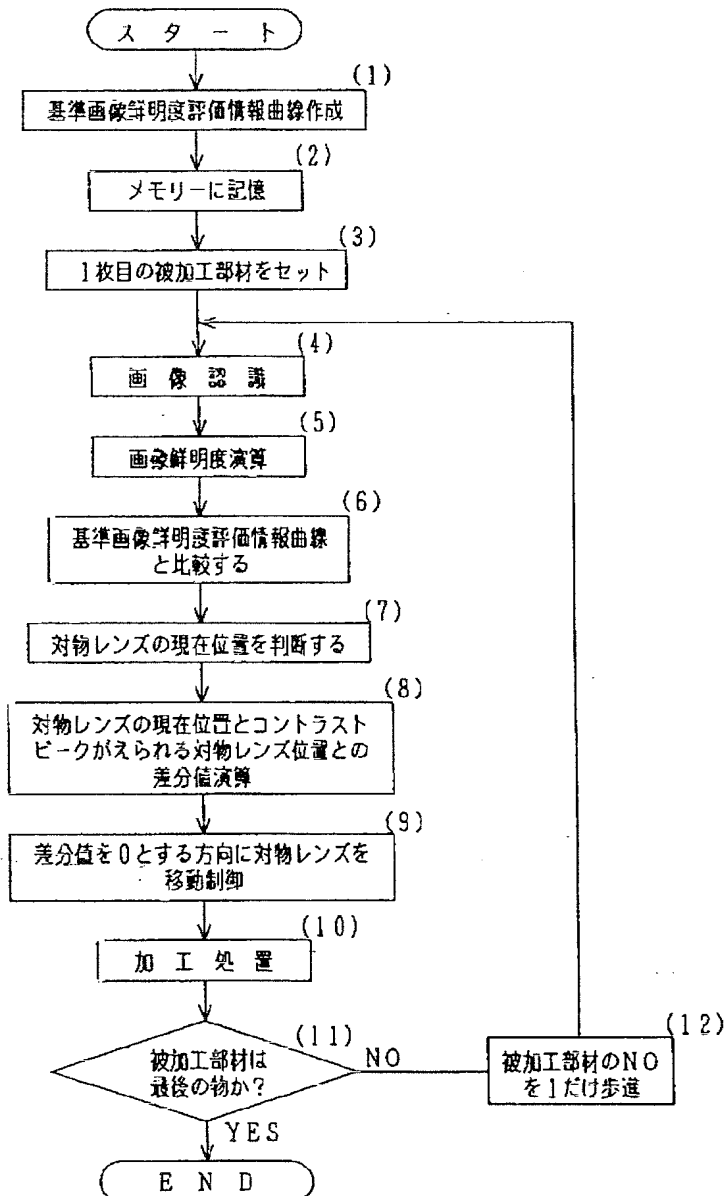 スタート
(1)
基準画像鮮明度評価情報曲線作成
(2)
メモリーに記憶
(3)
1枚目の被加工部材をセット
(4)
画像認識
(5)
画像鮮明度演算
(6)
基準画像鮮明度評価情報曲線
と比較する
(7)
対物レンズの現在位置を判断する
(8)
対物レンズの現在位置とコントラスト
ピークがえられる対物レンズ位置との
差分値演算
(9)
差分値を0とする方向に対物レンズを
移動制御
(10)
加工処置
(11)
被加工部材は
最後の物か?
NO
(12)
被加工部材のNO
を1だけ歩進
YES
END